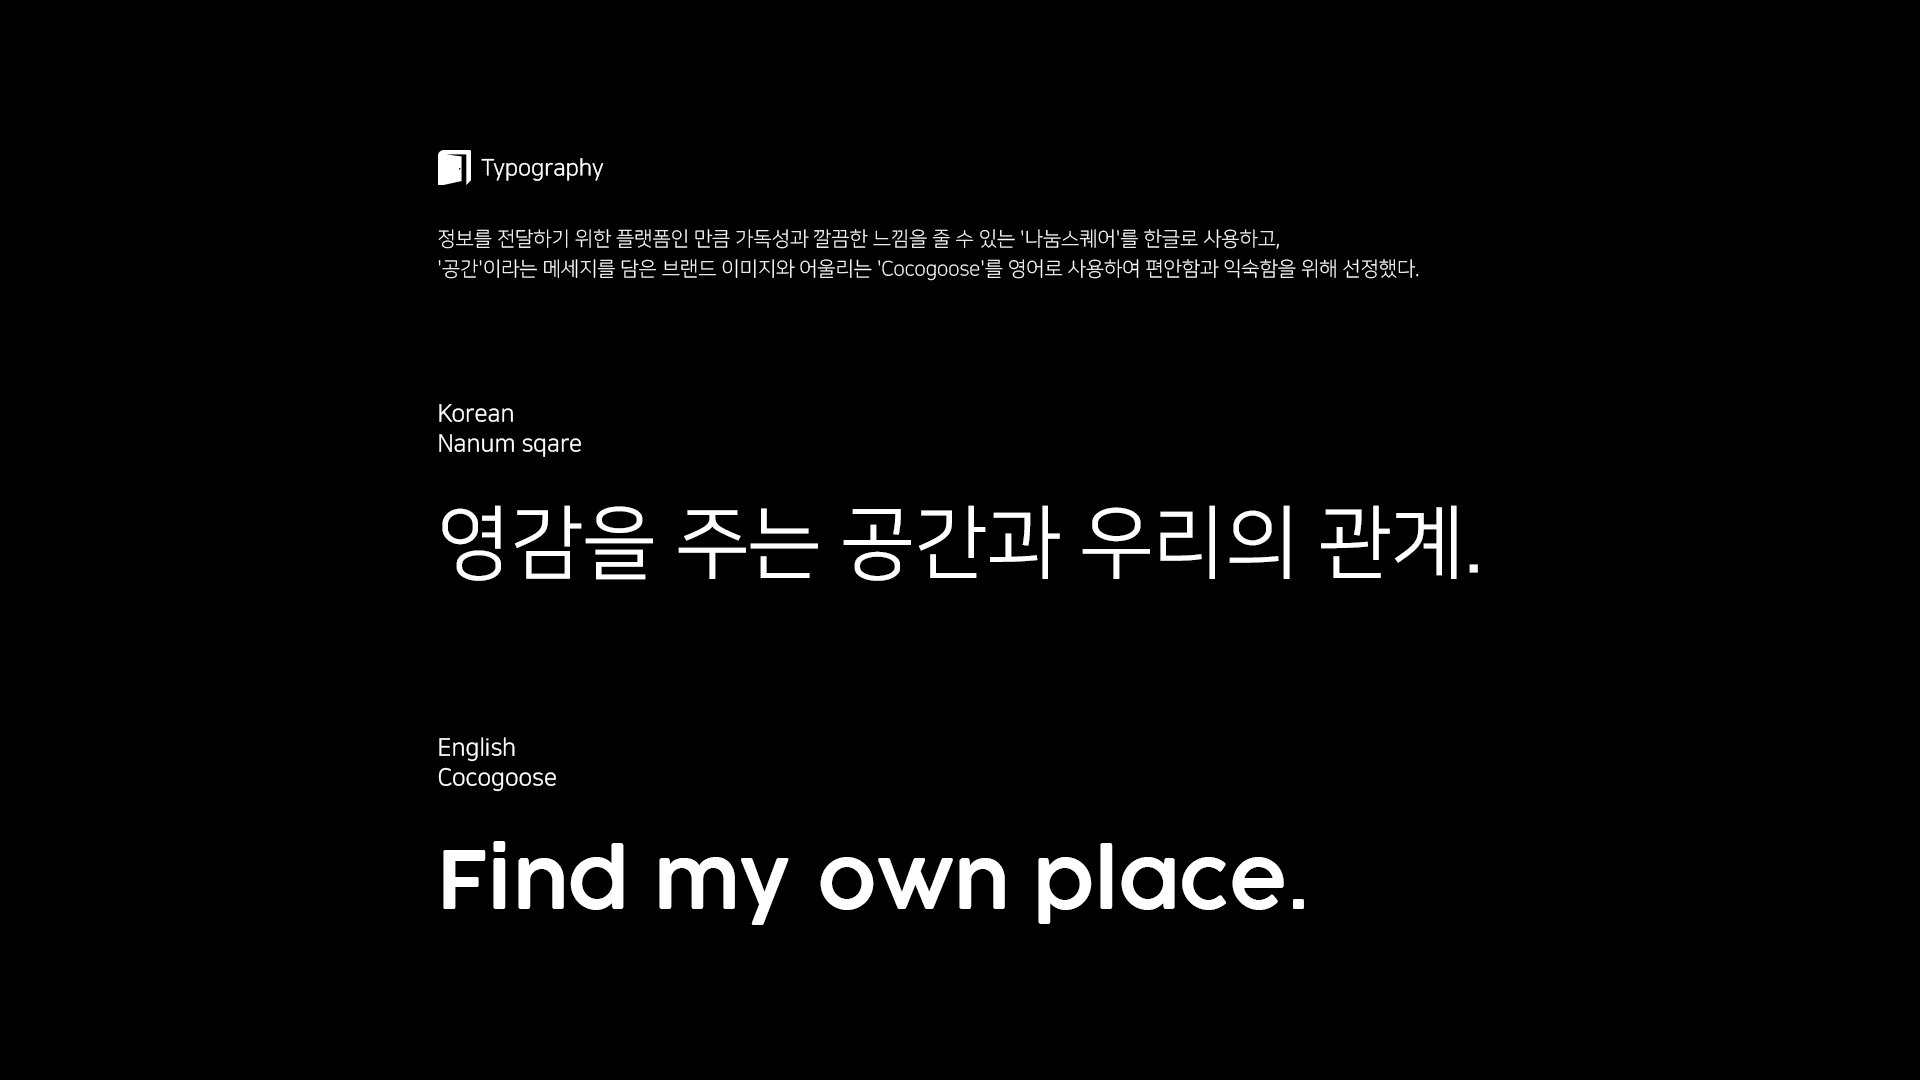 Typography
정보를 전달하기 위한 플랫폼인 만큼 가독성과 깔끔한 느낌을 줄 수 있는 '나눔스퀘어'를 한글로 사용하고,
'공간'이라는 메세지를 담은 브랜드 이미지와 어울리는 'Cocogoose'를 영어로 사용하여 편안함과 익숙함을 위해 선정했다.
Korean
Nanum sqare
영감을 주는 공간과 우리의 관계.
English
Cocogoose
Find my own place.